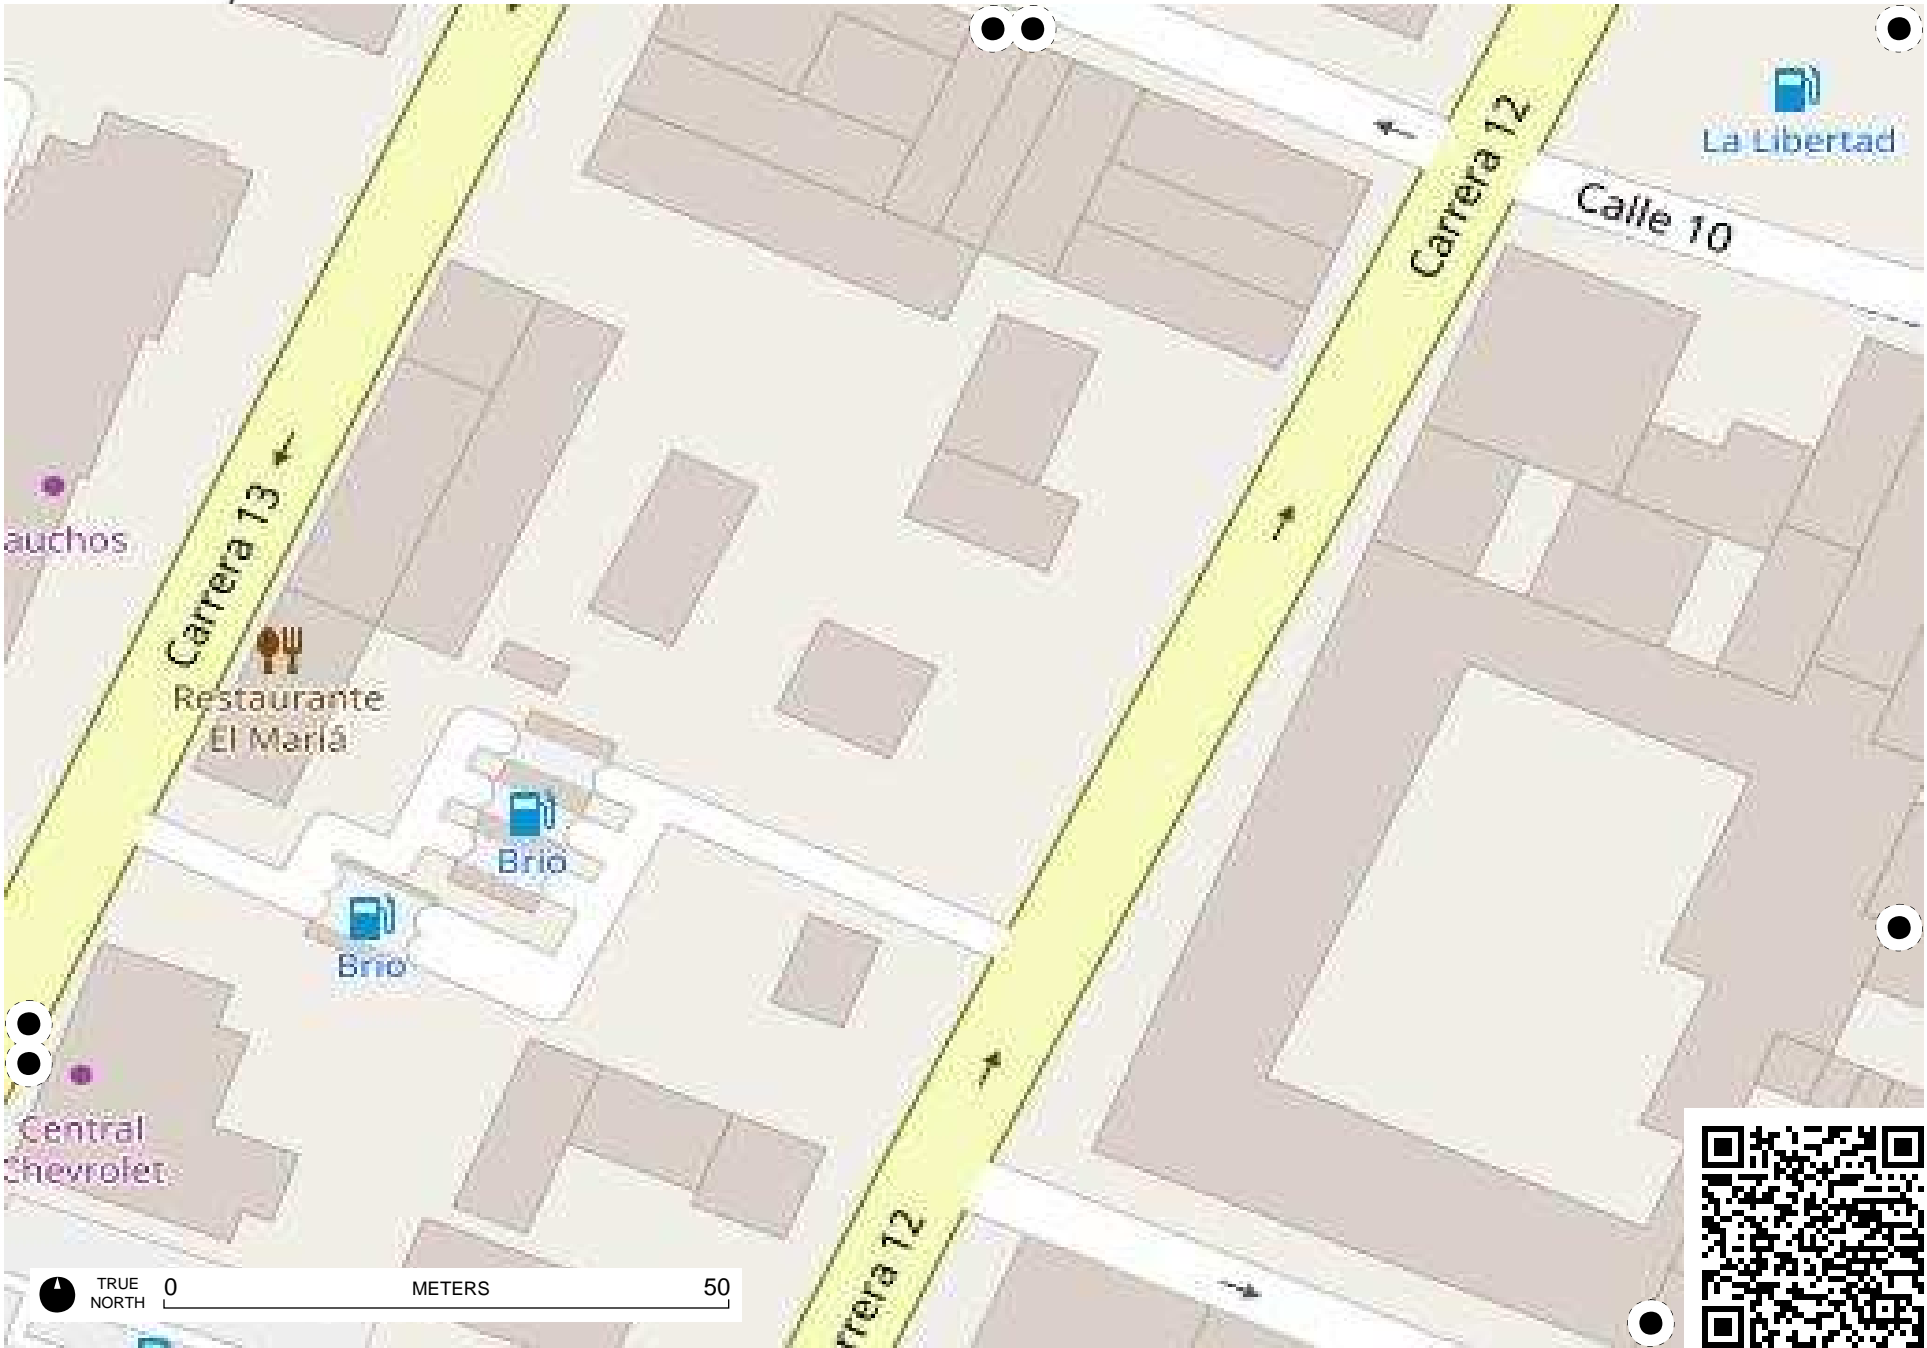 Carrera 12
La Libertad
Calle 10
Carrera 13
auchos
Restaurante
El Mariá
Brio
Brio
Central
Chevrolet
rrera 12
TRUE
NORTH
0 METERS 50